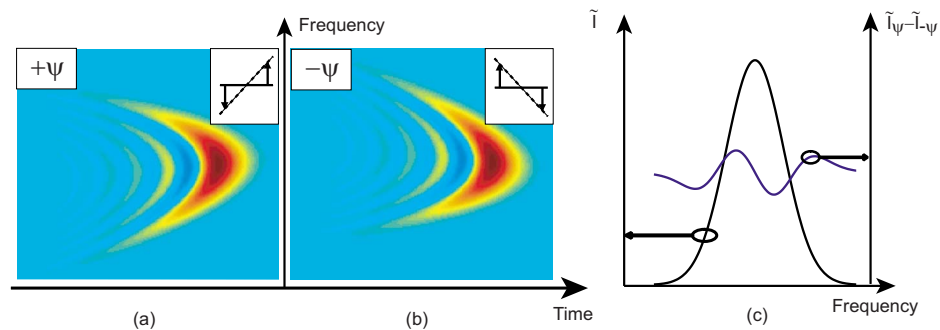 Frequency
+ψ
−ψ
Time
(a)
(b)
Ĩ
Ĩψ−Ĩ-ψ
Frequency
(c)